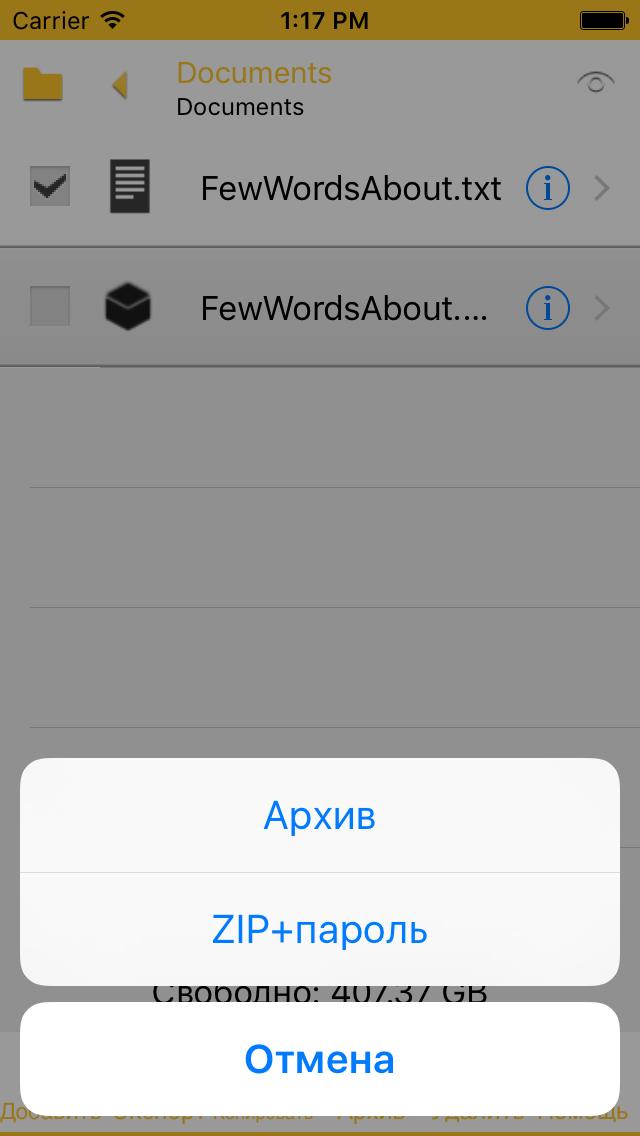 Carrier 1:17 PM
Documents
Documents
FewWordsAbout.txt
FewWordsAbout....
Архив
ZIP+пароль
Свободно: 407.37 GB
Отмена
Добавить Экспорт Копировать Архив Удалить Помощь